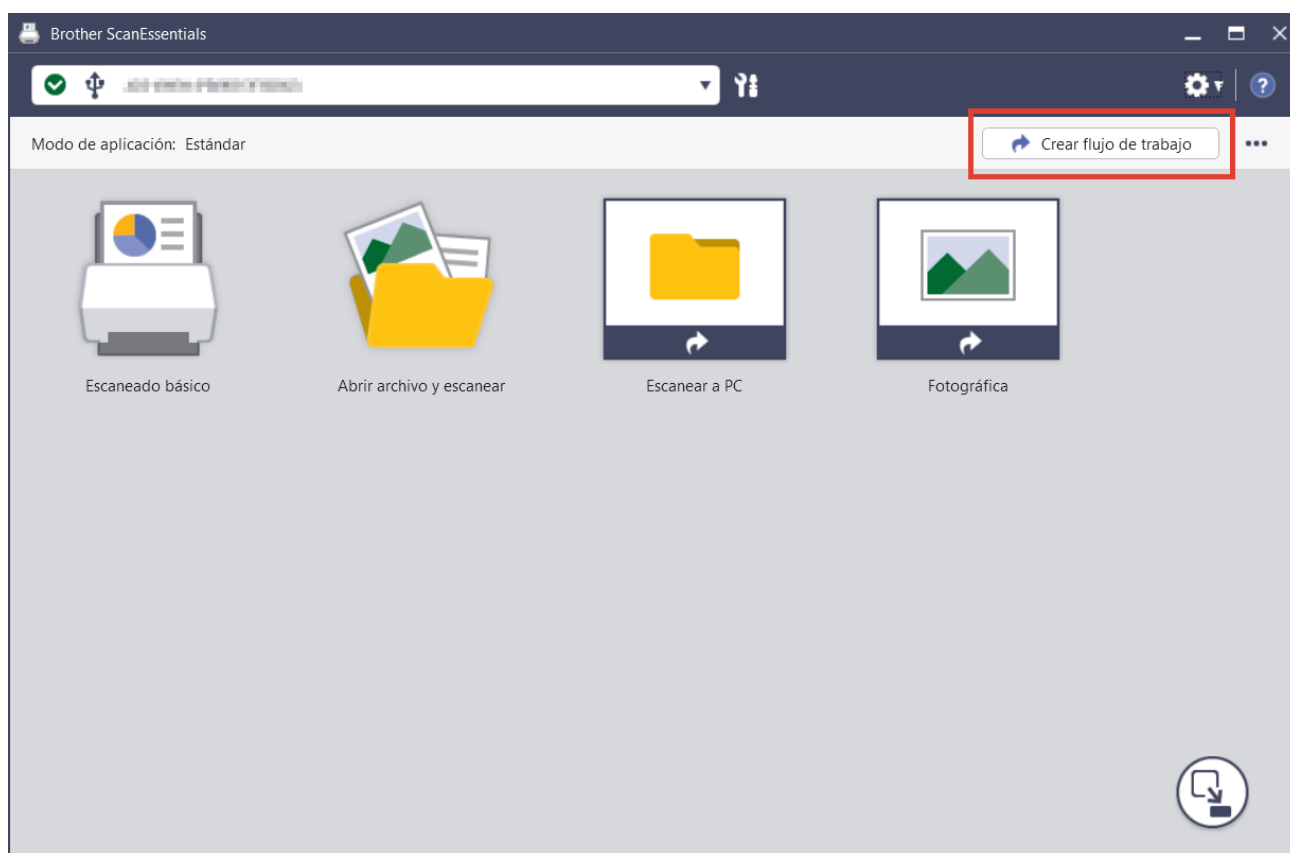 Brother ScanEssentials
Modo de aplicación: Estándar
Crear flujo de trabajo
Escaneado básico
Abrir archivo y escanear
Escanear a PC
Fotográfica